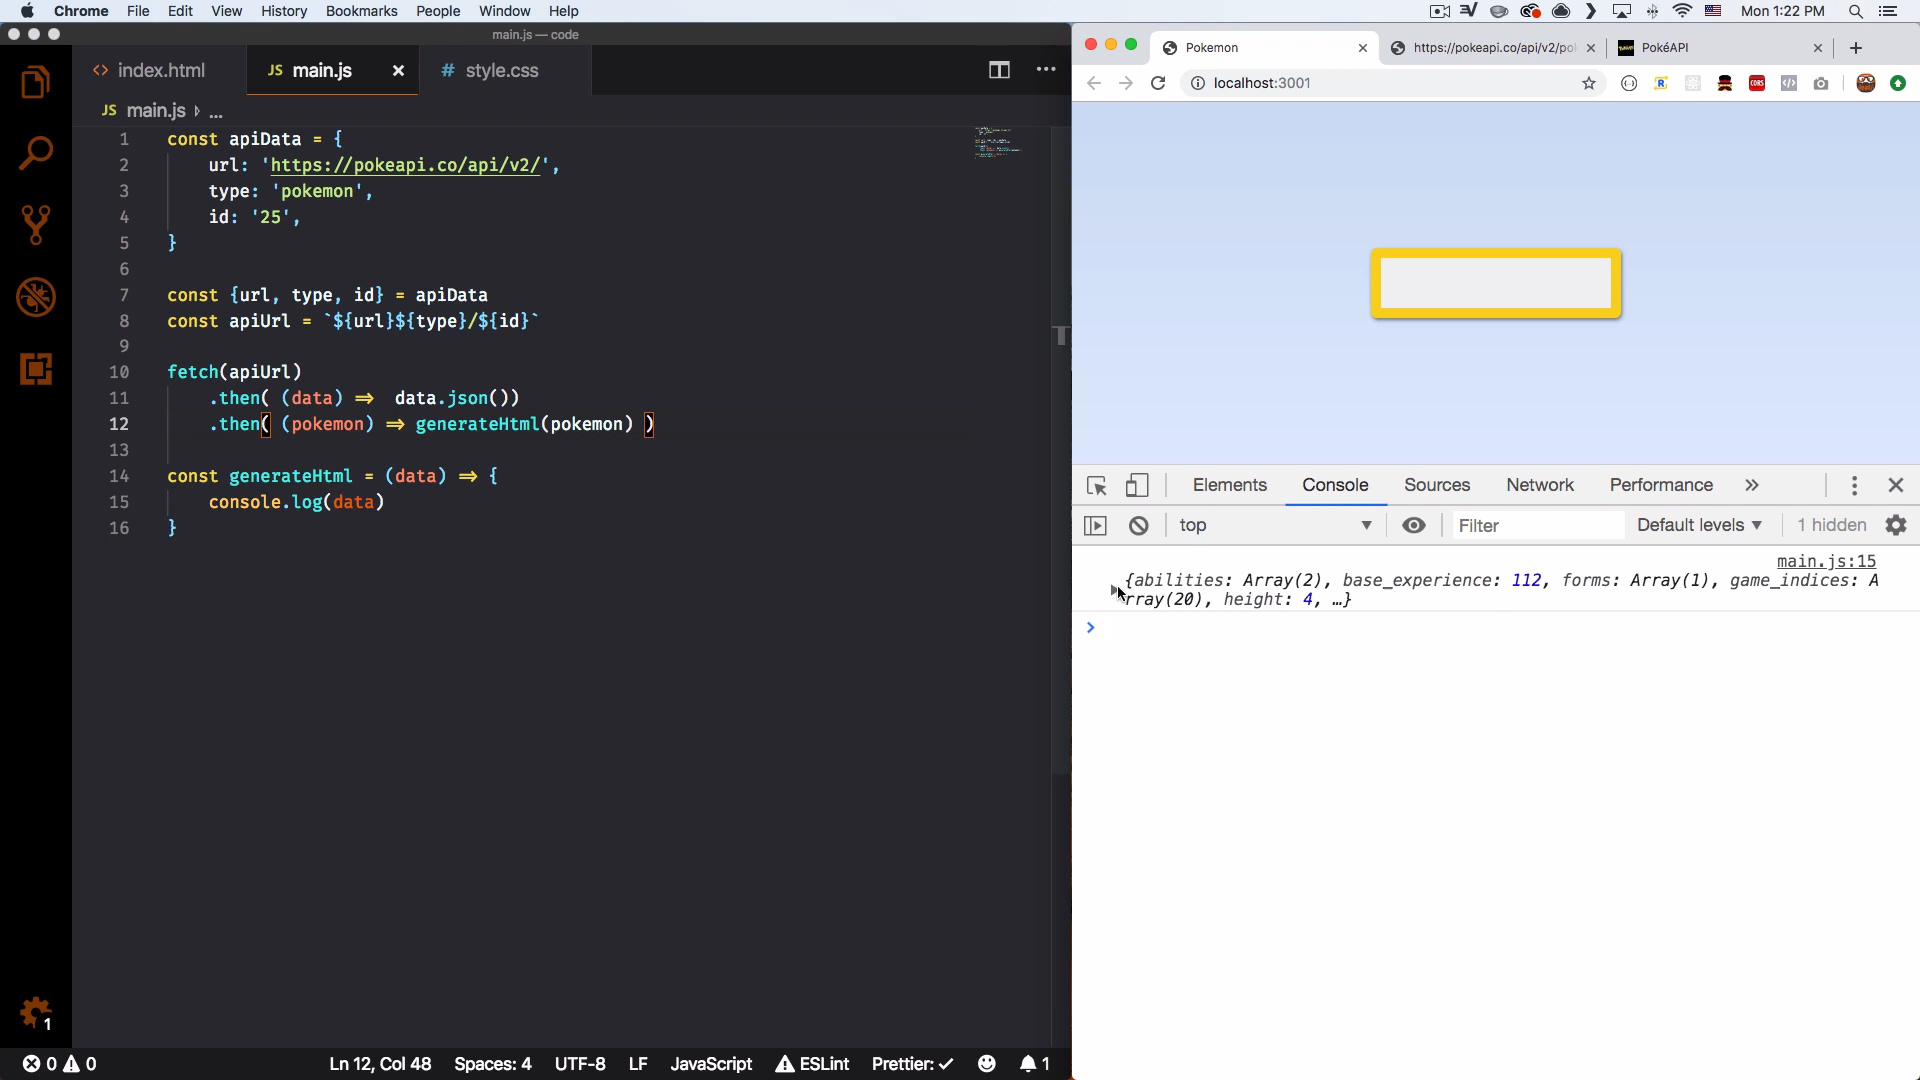 Chrome File Edit View History Bookmarks People Window Help
Mon 1:22 PM
main.js — code
index.html
JS main.js
# style.css
JS main.js ...
1 const apiData = {
2 url: 'https://pokeapi.co/api/v2/',
3 type: 'pokemon',
4 id: '25',
5 }
6
7 const {url, type, id} = apiData
8 const apiUrl = `${url}${type}/${id}`
9
10 fetch(apiUrl)
11 .then( (data) ⇒ data.json())
12 .then( (pokemon) ⇒ generateHtml(pokemon) )
13
14 const generateHtml = (data) ⇒ {
15 console.log(data)
16 }
1
0 0
Ln 12, Col 48 Spaces: 4 UTF-8 LF JavaScript ESLint Prettier: ✓ 1
Pokemon
https://pokeapi.co/api/v2/po
PokéAPI
localhost:3001
CORS
Elements Console Sources Network Performance »
top Filter Default levels ▼ 1 hidden
main.js:15
{abilities: Array(2), base_experience: 112, forms: Array(1), game_indices: A
rray(20), height: 4, …}